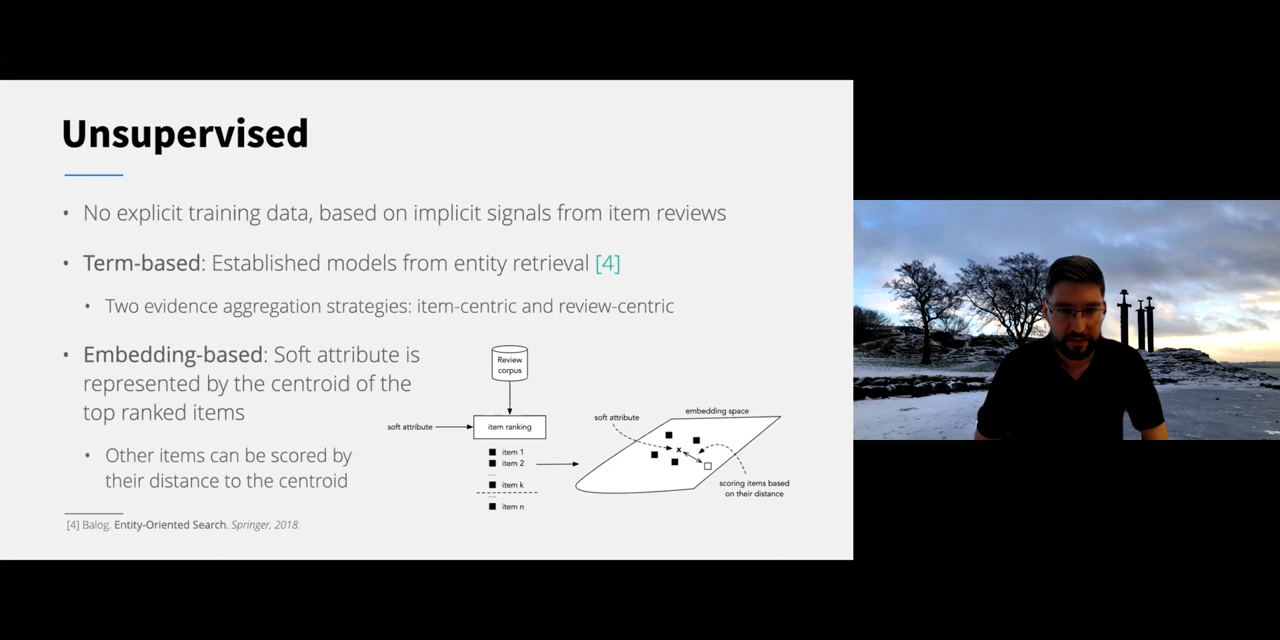 Unsupervised
• No explicit training data, based on implicit signals from item reviews
• Term-based: Established models from entity retrieval [4]
• Two evidence aggregation strategies: item-centric and review-centric
• Embedding-based: Soft attribute is
represented by the centroid of the
top ranked items
• Other items can be scored by
their distance to the centroid
Review
corpus
soft attribute
item ranking
item 1
item 2
...
item k
...
item n
soft attribute
embedding space
x
scoring items based
on their distance
[4] Balog. Entity-Oriented Search. Springer, 2018.